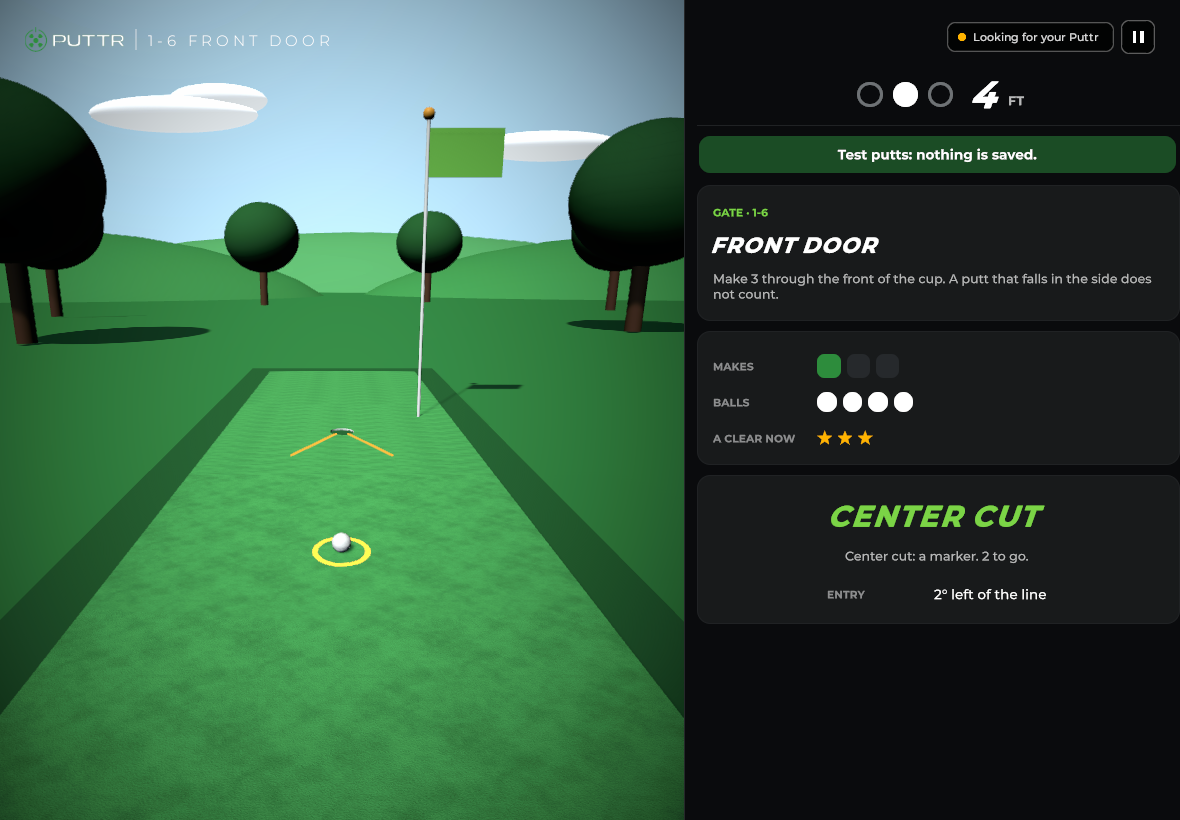 PUTTR | 1-6 FRONT DOOR
Looking for your Puttr
4 FT
Test putts: nothing is saved.
GATE · 1-6
FRONT DOOR
Make 3 through the front of the cup. A putt that falls in the side does
not count.
MAKES
BALLS
A CLEAR NOW
CENTER CUT
Center cut: a marker. 2 to go.
ENTRY 2° left of the line